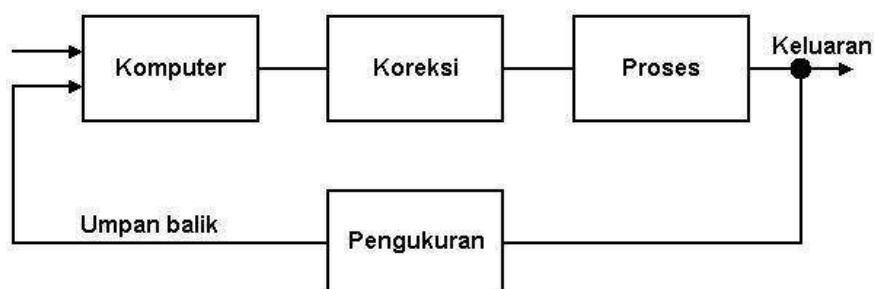 Keluaran
Komputer
Koreksi
Proses
Umpan balik
Pengukuran